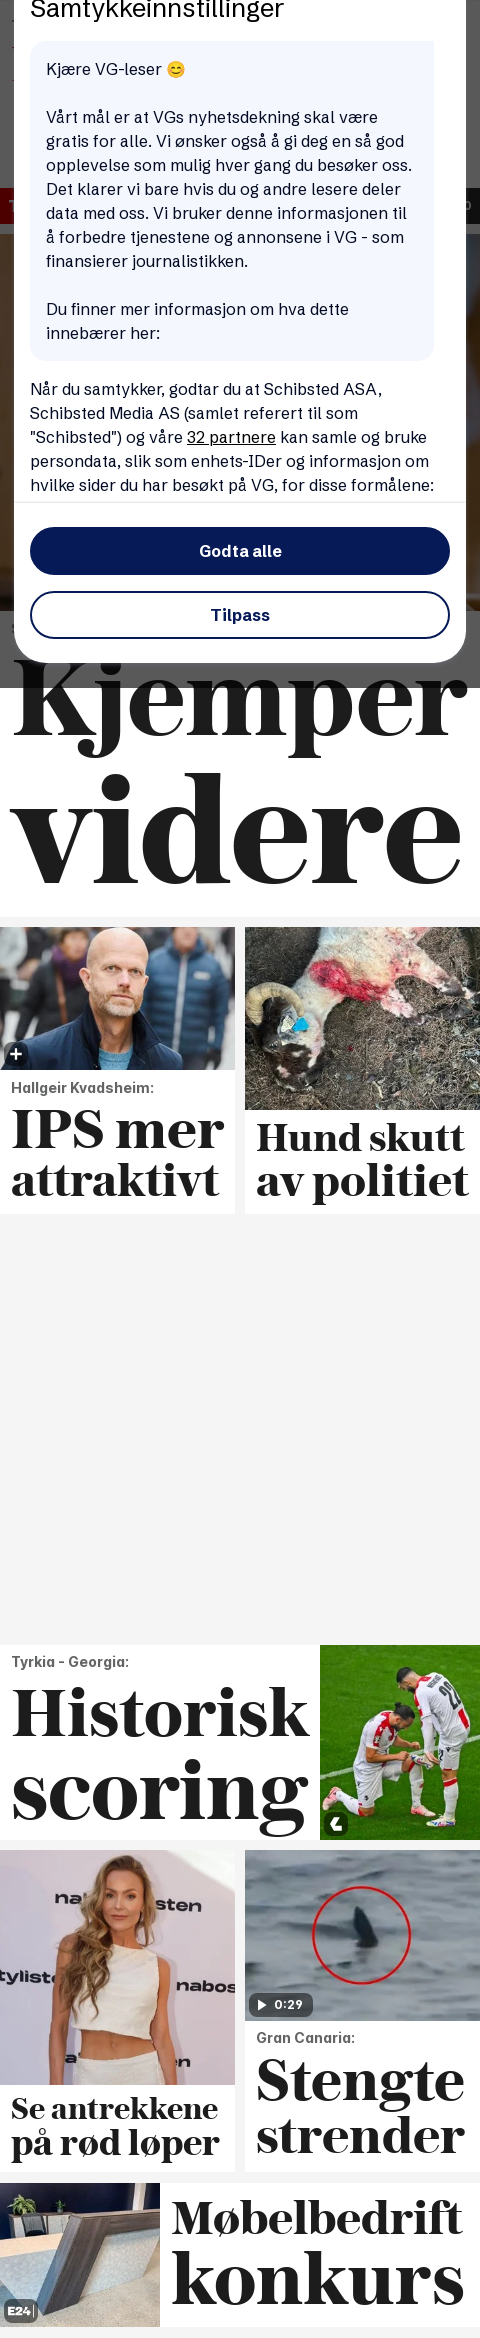 Samtykkeinnstillinger
Kjære VG-leser 😊
Vårt mål er at VGs nyhetsdekning skal være
gratis for alle. Vi ønsker også å gi deg en så god
opplevelse som mulig hver gang du besøker oss.
Det klarer vi bare hvis du og andre lesere deler
data med oss. Vi bruker denne informasjonen til
å forbedre tjenestene og annonsene i VG - som
finansierer journalistikken.
Du finner mer informasjon om hva dette
innebærer her:
Når du samtykker, godtar du at Schibsted ASA,
Schibsted Media AS (samlet referert til som
"Schibsted") og våre 32 partnere kan samle og bruke
persondata, slik som enhets-IDer og informasjon om
hvilke sider du har besøkt på VG, for disse formålene:
Godta alle
Tilpass
Kjemper
videre
Hallgeir Kvadsheim:
IPS mer
attraktivt
Hund skutt
av politiet
Tyrkia - Georgia:
Historisk
scoring
Se antrekkene
på rød løper
0:29
Gran Canaria:
Stengte
strender
E24
Møbelbedrift
konkurs